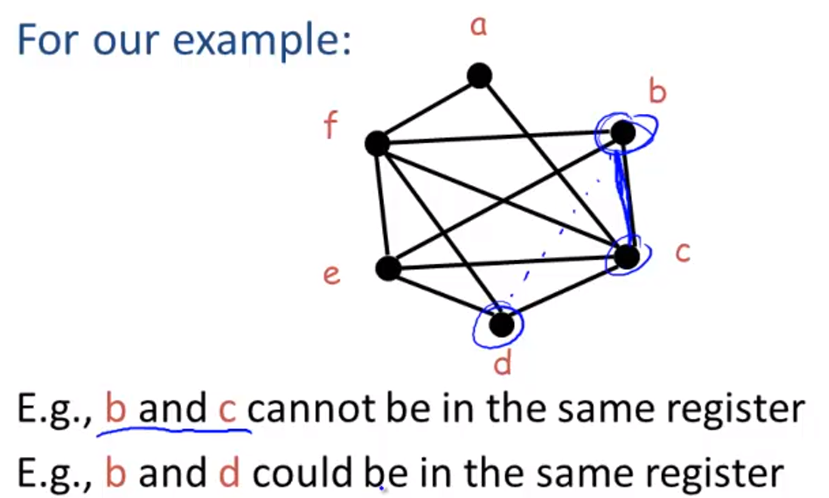 For our example:
a
b
f
c
e
d
E.g., b and c cannot be in the same register
E.g., b and d could be in the same register